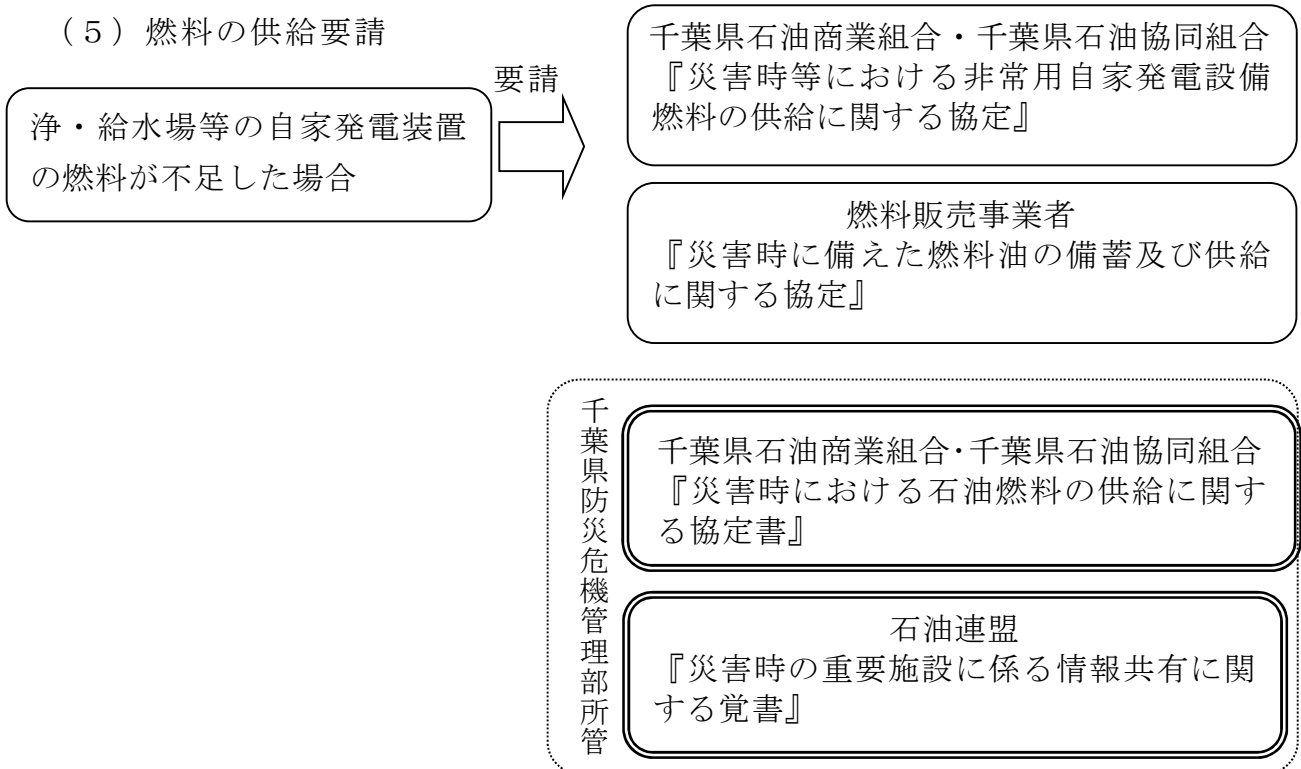 (5)燃料の供給要請
浄・給水場等の自家発電装置
の燃料が不足した場合
要請
千葉県石油商業組合・千葉県石油協同組合
『災害時等における非常用自家発電設備
燃料の供給に関する協定』
燃料販売事業者
『災害時に備えた燃料油の備蓄及び供給
に関する協定』
千葉県防災危機管理部所管
千葉県石油商業組合・千葉県石油協同組合
『災害時における石油燃料の供給に関す
る協定書』
石油連盟
『災害時の重要施設に係る情報共有に関
する覚書』